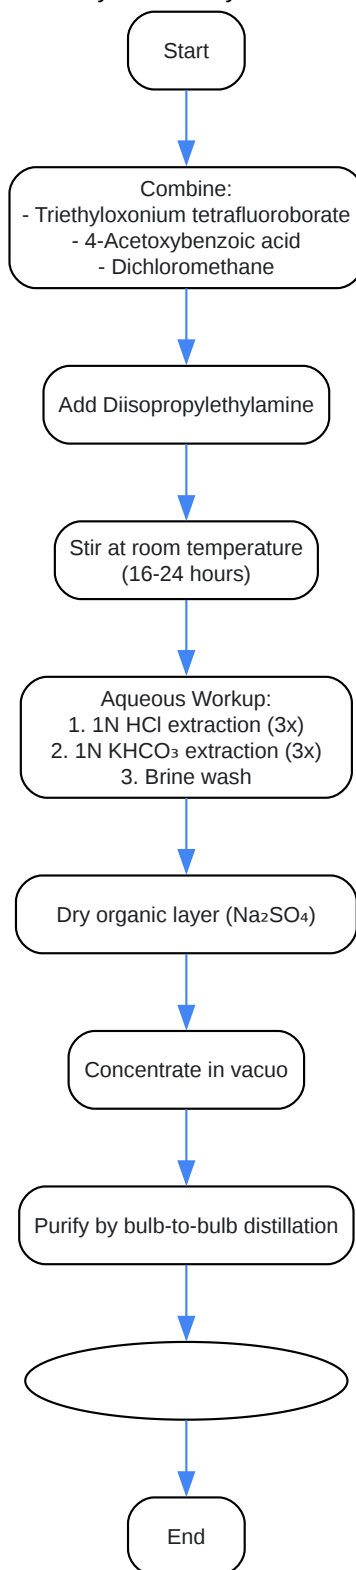 Start
Combine:
- Triethyloxonium tetrafluoroborate
- 4-Acetoxybenzoic acid
- Dichloromethane
Add Diisopropylethylamine
Stir at room temperature
(16-24 hours)
Aqueous Workup:
1. 1N HCl extraction (3x)
2. 1N KHCO₃ extraction (3x)
3. Brine wash
Dry organic layer (Na₂SO₄)
Concentrate in vacuo
Purify by bulb-to-bulb distillation
End